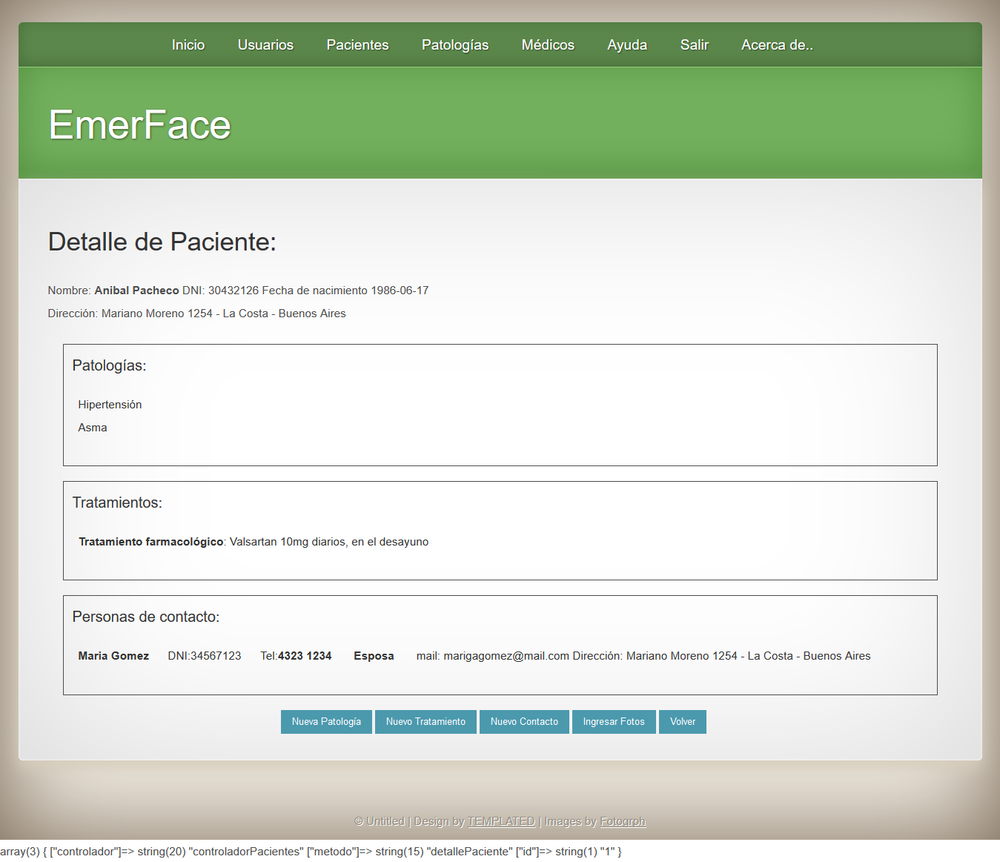 Inicio Usuarios Pacientes Patologías Médicos Ayuda Salir Acerca de..
EmerFace
Detalle de Paciente:
Nombre: Anibal Pacheco DNI: 30432126 Fecha de nacimiento 1986-06-17
Dirección: Mariano Moreno 1254 - La Costa - Buenos Aires
Patologías:
Hipertensión
Asma
Tratamientos:
Tratamiento farmacológico: Valsartan 10mg diarios, en el desayuno
Personas de contacto:
Maria Gomez DNI:34567123 Tel:4323 1234 Esposa mail: marigagomez@mail.com Dirección: Mariano Moreno 1254 - La Costa - Buenos Aires
Nueva Patología Nuevo Tratamiento Nuevo Contacto Ingresar Fotos Volver
© Untitled | Design by TEMPLATED | Images by Fotogrph
array(3) { ["controlador"]=> string(20) "controladorPacientes" ["metodo"]=> string(15) "detallePaciente" ["id"]=> string(1) "1" }